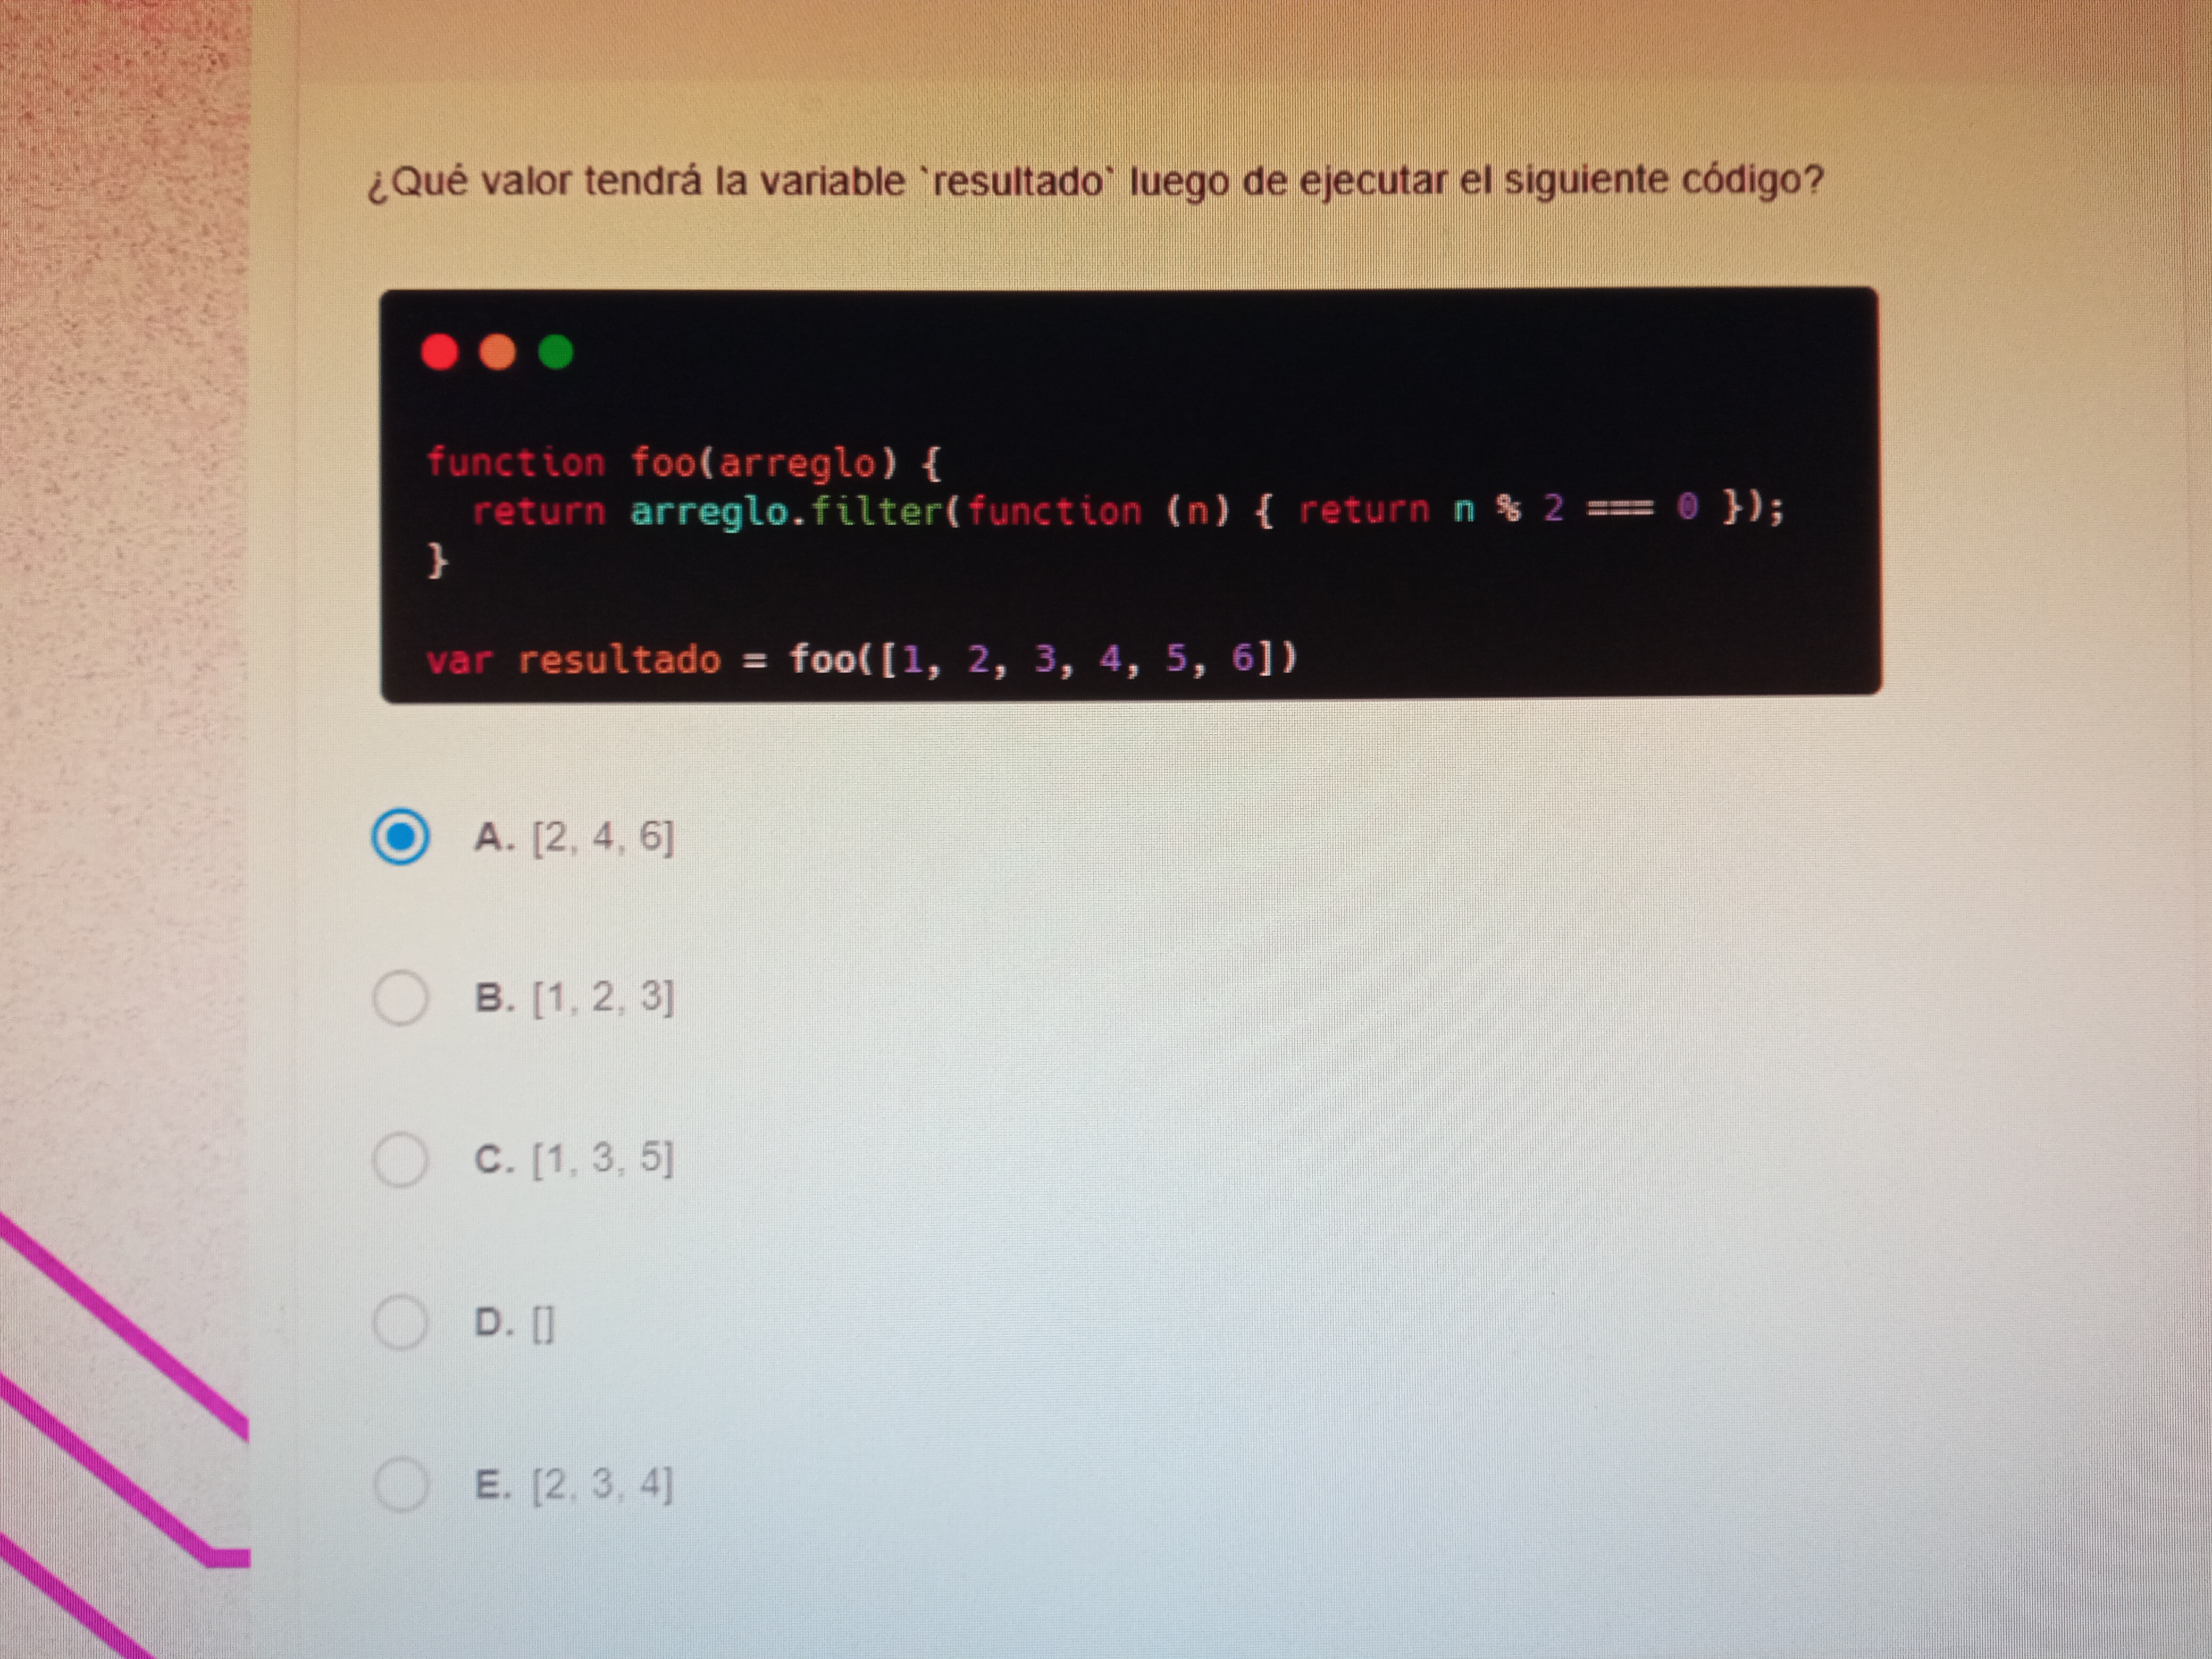 ¿Qué valor tendrá la variable `resultado` luego de ejecutar el siguiente código?
function foo(arreglo) {
  return arreglo.filter(function (n) { return n % 2 === 0 });
}
var resultado = foo([1, 2, 3, 4, 5, 6])
A. [2, 4, 6]
B. [1, 2, 3]
C. [1, 3, 5]
D. []
E. [2, 3, 4]